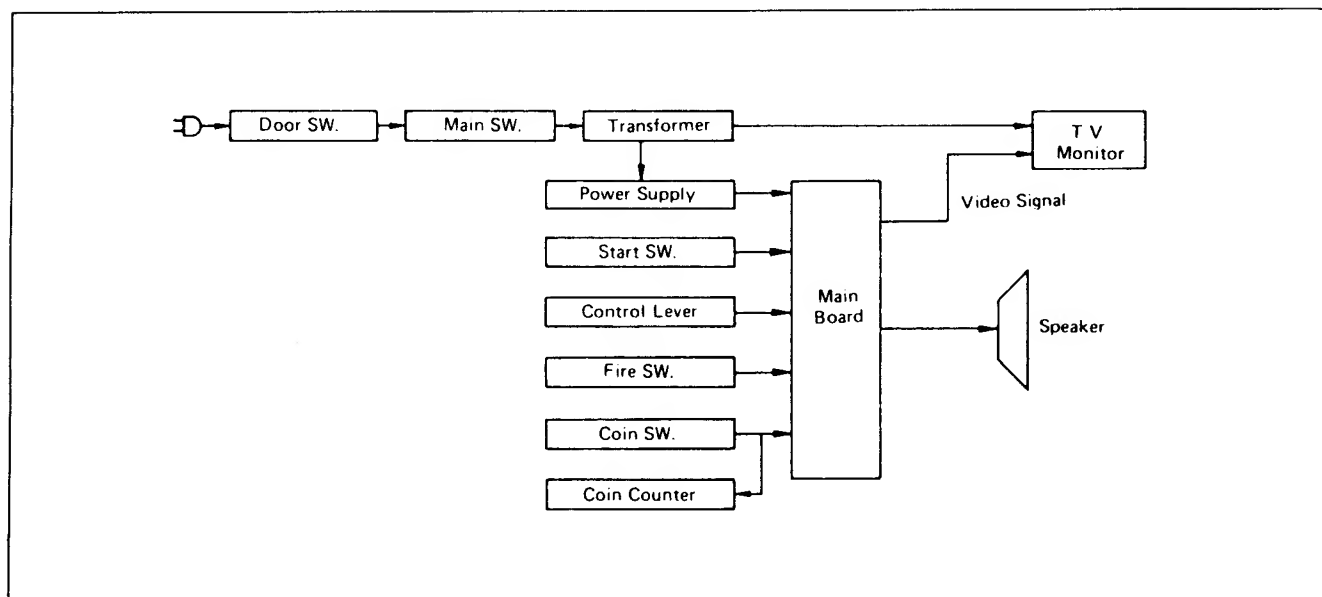 Door SW.
Main SW.
Transformer
T V
Monitor
Power Supply
Video Signal
Start SW.
Main
Board
Control Lever
Speaker
Fire SW.
Coin SW.
Coin Counter